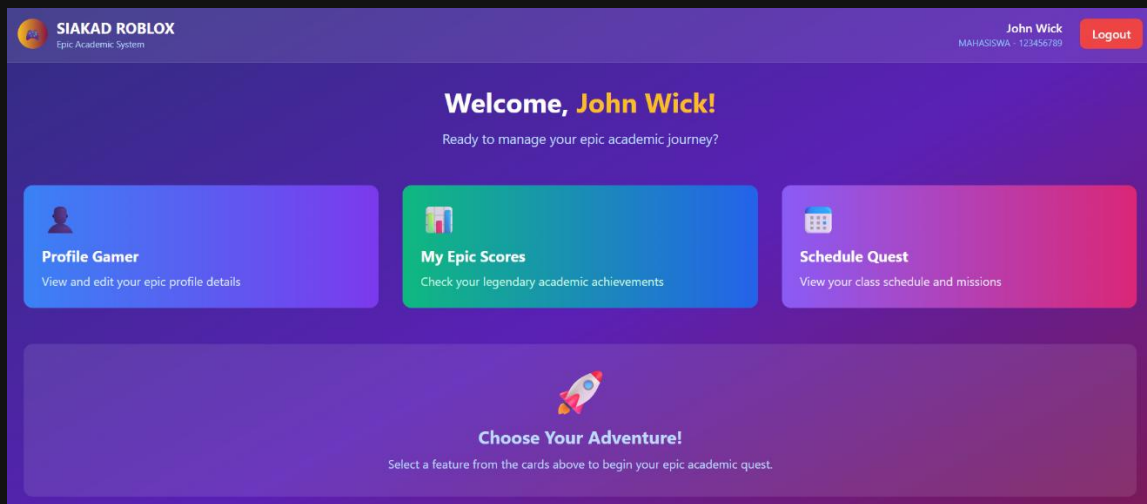 SIAKAD ROBLOX
Epic Academic System
John Wick
MAHASISWA - 123456789
Logout
Welcome, John Wick!
Ready to manage your epic academic journey?
Profile Gamer
View and edit your epic profile details
My Epic Scores
Check your legendary academic achievements
Schedule Quest
View your class schedule and missions
Choose Your Adventure!
Select a feature from the cards above to begin your epic academic quest.